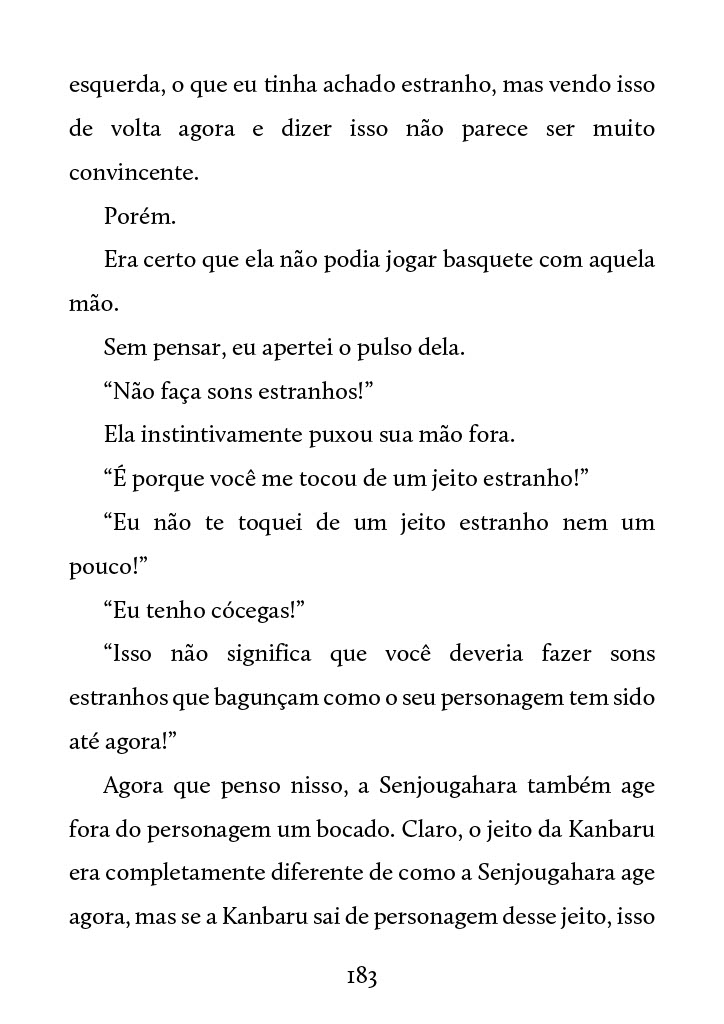 esquerda, o que eu tinha achado estranho, mas vendo isso
de volta agora e dizer isso não parece ser muito
convincente.
Porém.
Era certo que ela não podia jogar basquete com aquela
mão.
Sem pensar, eu apertei o pulso dela.
“Não faça sons estranhos!”
Ela instintivamente puxou sua mão fora.
“É porque você me tocou de um jeito estranho!”
“Eu não te toquei de um jeito estranho nem um
pouco!”
“Eu tenho cócegas!”
“Isso não significa que você deveria fazer sons
estranhos que bagunçam como o seu personagem tem sido
até agora!”
Agora que penso nisso, a Senjougahara também age
fora do personagem um bocado. Claro, o jeito da Kanbaru
era completamente diferente de como a Senjougahara age
agora, mas se a Kanbaru sai de personagem desse jeito, isso
183